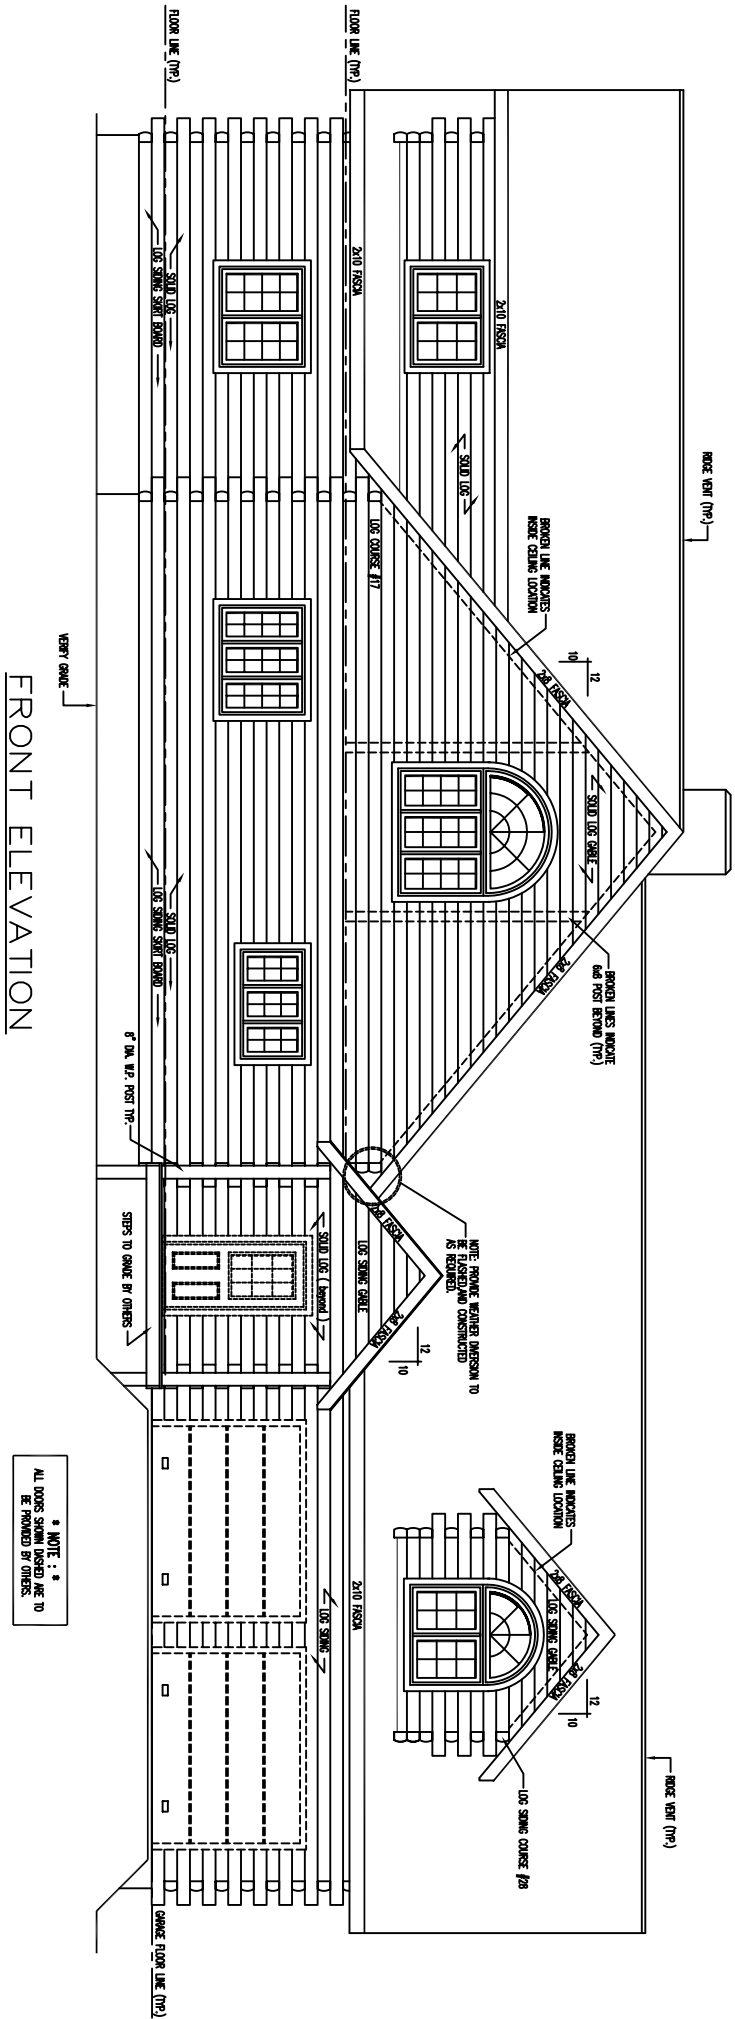 FLOOR LINE (TYP.)
FLOOR LINE (TYP.)
RIDGE VENT (TYP.)
2x10 FASCIA
2x10 FASCIA
SOLID LOG
SOLID LOG
LOG SIDING SKIRT BOARD
LOG COURSE #17
BROKEN LINE INDICATES
INSIDE CEILING LOCATION
12
10
2x8 FASCIA
SOLID LOG GABLE
2x8 FASCIA
BROKEN LINES INDICATE
6x8 POST BEYOND (TYP.)
SOLID LOG
LOG SIDING SKIRT BOARD
VERIFY GRADE
8" DIA. W.P. POST TYP.
STEPS TO GRADE BY OTHERS
NOTE: PROVIDE WEATHER DIVERSION TO
BE FLASHED,AND CONSTRUCTED
AS REQUIRED.
2x8 FASCIA
LOG SIDING GABLE
2x8 FASCIA
12
10
SOLID LOG ( beyond )
BROKEN LINE INDICATES
INSIDE CEILING LOCATION
2x8 FASCIA
LOG SIDING GABLE
2x8 FASCIA
12
10
LOG SIDING COURSE #28
2x10 FASCIA
LOG SIDING
RIDGE VENT (TYP.)
GARAGE FLOOR LINE (TYP.)
FRONT ELEVATION
* NOTE : *
ALL DOORS SHOWN DASHED ARE TO
BE PROVIDED BY OTHERS.